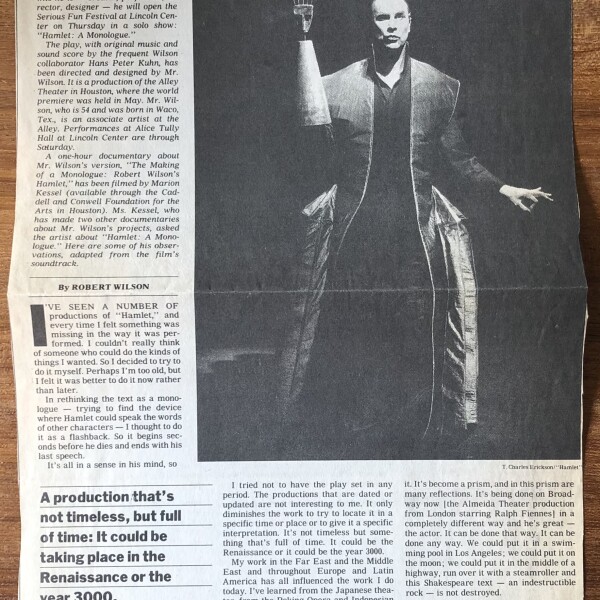 rector, designer — he will open the
Serious Fun Festival at Lincoln Cen-
ter on Thursday in a solo show:
"Hamlet: A Monologue."
The play, with original music and
sound score by the frequent Wilson
collaborator Hans Peter Kuhn, has
been directed and designed by Mr.
Wilson. It is a production of the Alley
Theater in Houston, where the world
premiere was held in May. Mr. Wil-
son, who is 54 and was born in Waco,
Tex., is an associate artist at the
Alley. Performances at Alice Tully
Hall at Lincoln Center are through
Saturday.
A one-hour documentary about
Mr. Wilson's version, "The Making
of a Monologue: Robert Wilson's
Hamlet," has been filmed by Marion
Kessel (available through the Cad-
dell and Conwell Foundation for the
Arts in Houston). Ms. Kessel, who
has made two other documentaries
about Mr. Wilson's projects, asked
the artist about "Hamlet: A Mono-
logue." Here are some of his obser-
vations, adapted from the film's
soundtrack.
By ROBERT WILSON
I'VE SEEN A NUMBER OF
productions of "Hamlet," and
every time I felt something was
missing in the way it was per-
formed. I couldn't really think
of someone who could do the kinds of
things I wanted. So I decided to try to
do it myself. Perhaps I'm too old, but
I felt it was better to do it now rather
than later.
In rethinking the text as a mono-
logue — trying to find the device
where Hamlet could speak the words
of other characters — I thought to do
it as a flashback. So it begins sec-
onds before he dies and ends with his
last speech.
It's all in a sense in his mind, so
T. Charles Erickson/"Hamlet"
A production that's
not timeless, but full
of time: It could be
taking place in the
Renaissance or the
year 3000.
I tried not to have the play set in any
period. The productions that are dated or
updated are not interesting to me. It only
diminishes the work to try to locate it in a
specific time or place or to give it a specific
interpretation. It's not timeless but some-
thing that's full of time. It could be the
Renaissance or it could be the year 3000.
My work in the Far East and the Middle
East and throughout Europe and Latin
America has all influenced the work I do
today. I've learned from the Japanese thea-
ter, from the Peking Opera and Indonesian
it. It's become a prism, and in this prism are
many reflections. It's being done on Broad-
way now [the Almeida Theater production
from London starring Ralph Fiennes] in a
completely different way and he's great —
the actor. It can be done that way. It can be
done any way. We could put it in a swim-
ming pool in Los Angeles; we could put it on
the moon; we could put it in the middle of a
highway, run over it with a steamroller and
this Shakespeare text — an indestructible
rock — is not destroyed.